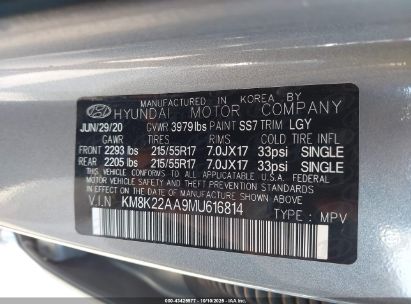 MANUFACTURED IN KOREA BY
HYUNDAI MOTOR COMPANY
JUN/29/20 GVWR 3979lbs PAINT SS7 TRIM LGY
GAWR TIRES RIMS COLD TIRE INFL
FRONT 2293 lbs 215/55R17 7.0JX17 33psi SINGLE
REAR 2205 lbs 215/55R17 7.0JX17 33psi SINGLE
THIS VEHICLE CONFORMS TO ALL APPLICABLE
U.S.A. FEDERAL MOTOR VEHICLE
SAFETY, BUMPER, AND THEFT PREVENTION STANDARDS
IN EFFECT ON THE DATE OF MANUFACTURE SHOWN ABOVE.
V.I.N KM8K22AA9MU616814
TYPE : MPV